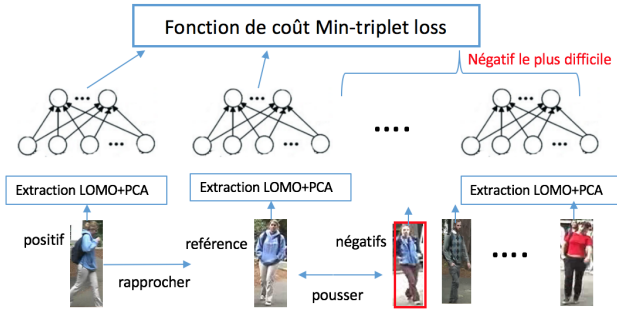 Fonction de coût Min-triplet loss
Négatif le plus difficile
Extraction LOMO+PCA
Extraction LOMO+PCA
Extraction LOMO+PCA
positif
reférence
négatifs
rapprocher
pousser